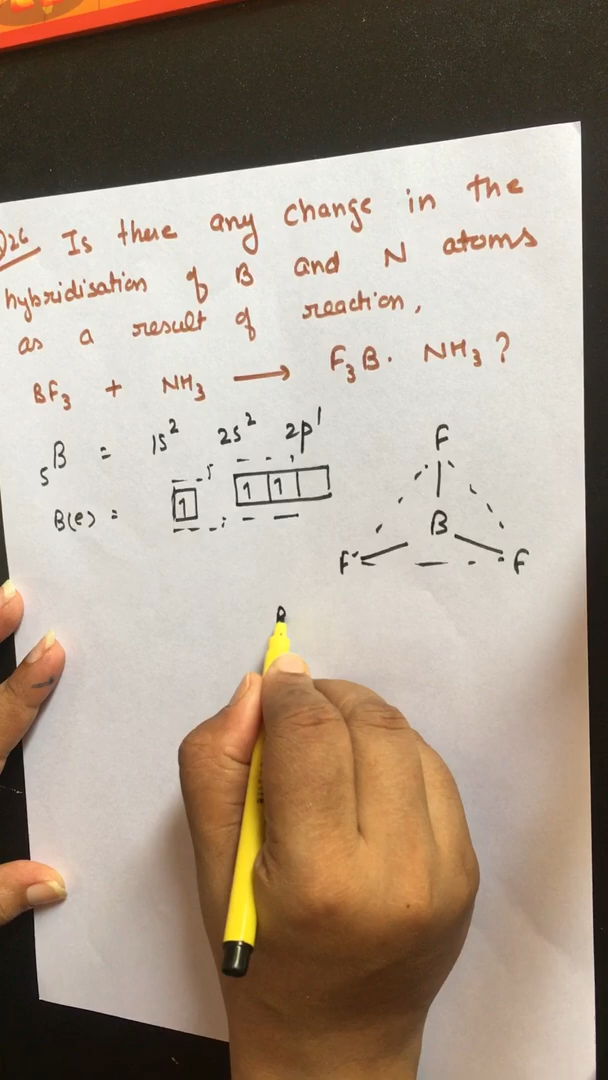 Q26 Is there any change in the
hybridisation of B and N atoms
as a result of reaction,
BF₃ + NH₃ ⟶ F₃B. NH₃ ?
₅B = 1s² 2s² 2p¹
B(e) = 1 1 1
F
B
F F